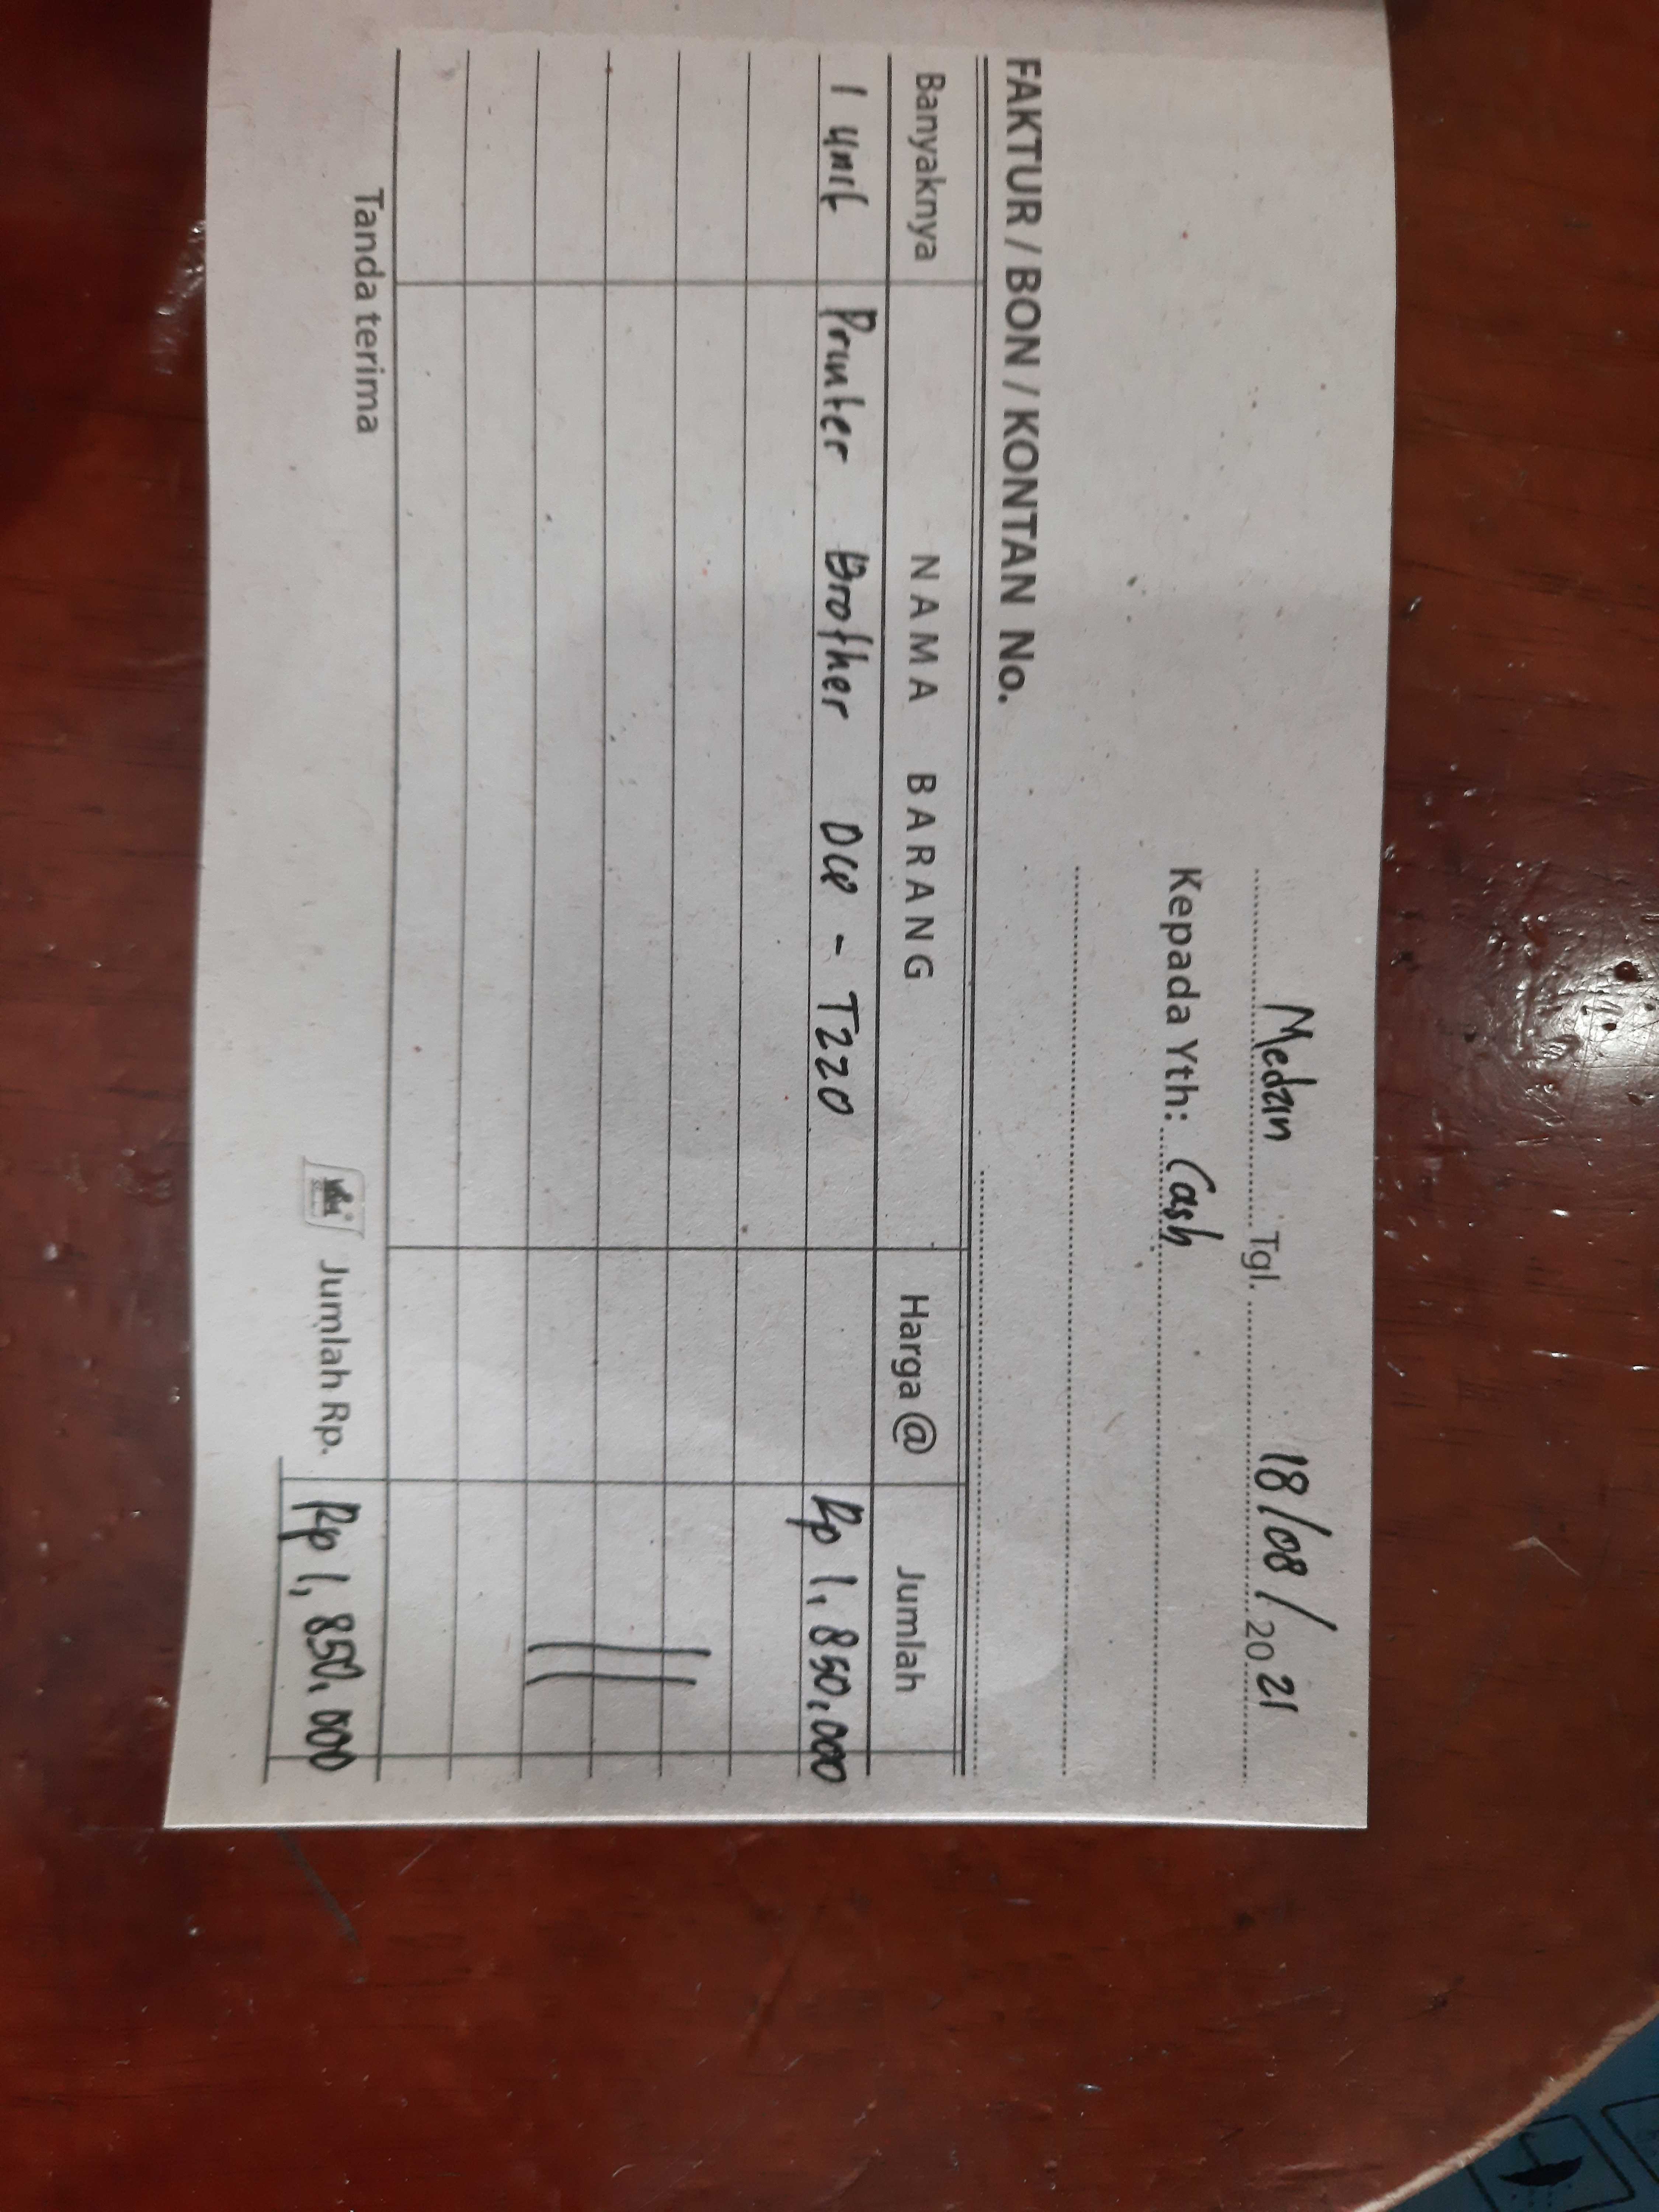 Medan Tgl. 18/08/2021
Kepada Yth: Cash
FAKTUR / BON / KONTAN No.
Banyaknya NAMA BARANG Harga @ Jumlah
1 unit Printer Brother DCP - T220 Rp 1,850,000
Tanda terima Jumlah Rp. Rp 1,850,000